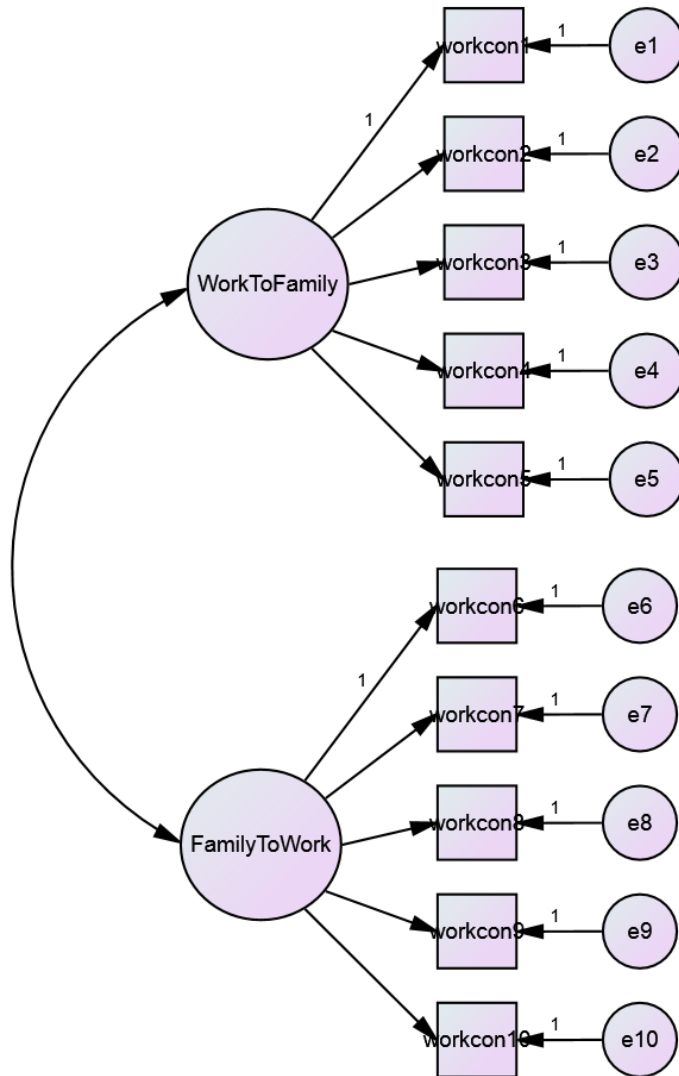 workcon1
1
e1
1
workcon2
1
e2
WorkToFamily
workcon3
1
e3
workcon4
1
e4
workcon5
1
e5
workcon6
1
e6
1
workcon7
1
e7
FamilyToWork
workcon8
1
e8
workcon9
1
e9
workcon10
1
e10